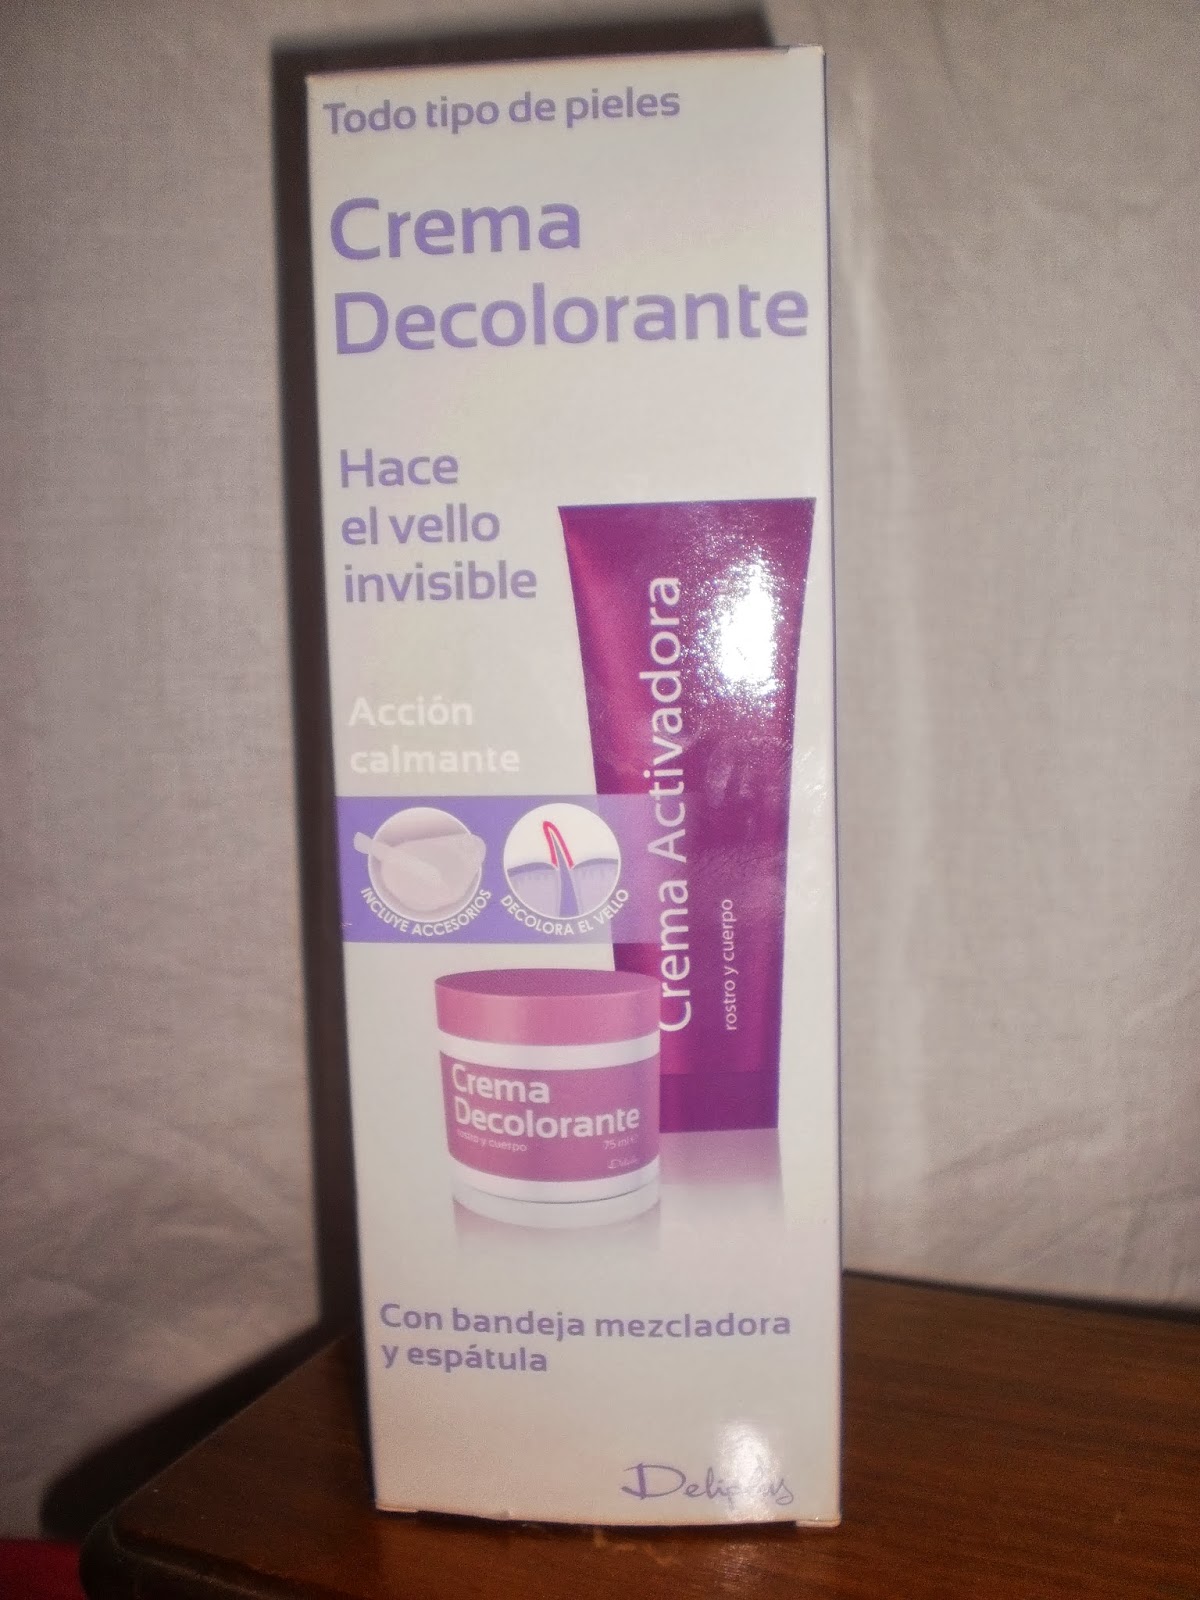 Todo tipo de pieles
Crema
Decolorante
Hace
el vello
invisible
Acción
calmante
INCLUYE ACCESORIOS
DECOLORA EL VELLO
Crema Activadora
rostro y cuerpo
Crema
Decolorante
rostro y cuerpo
75 ml e
Con bandeja mezcladora
y espátula
Deliplus